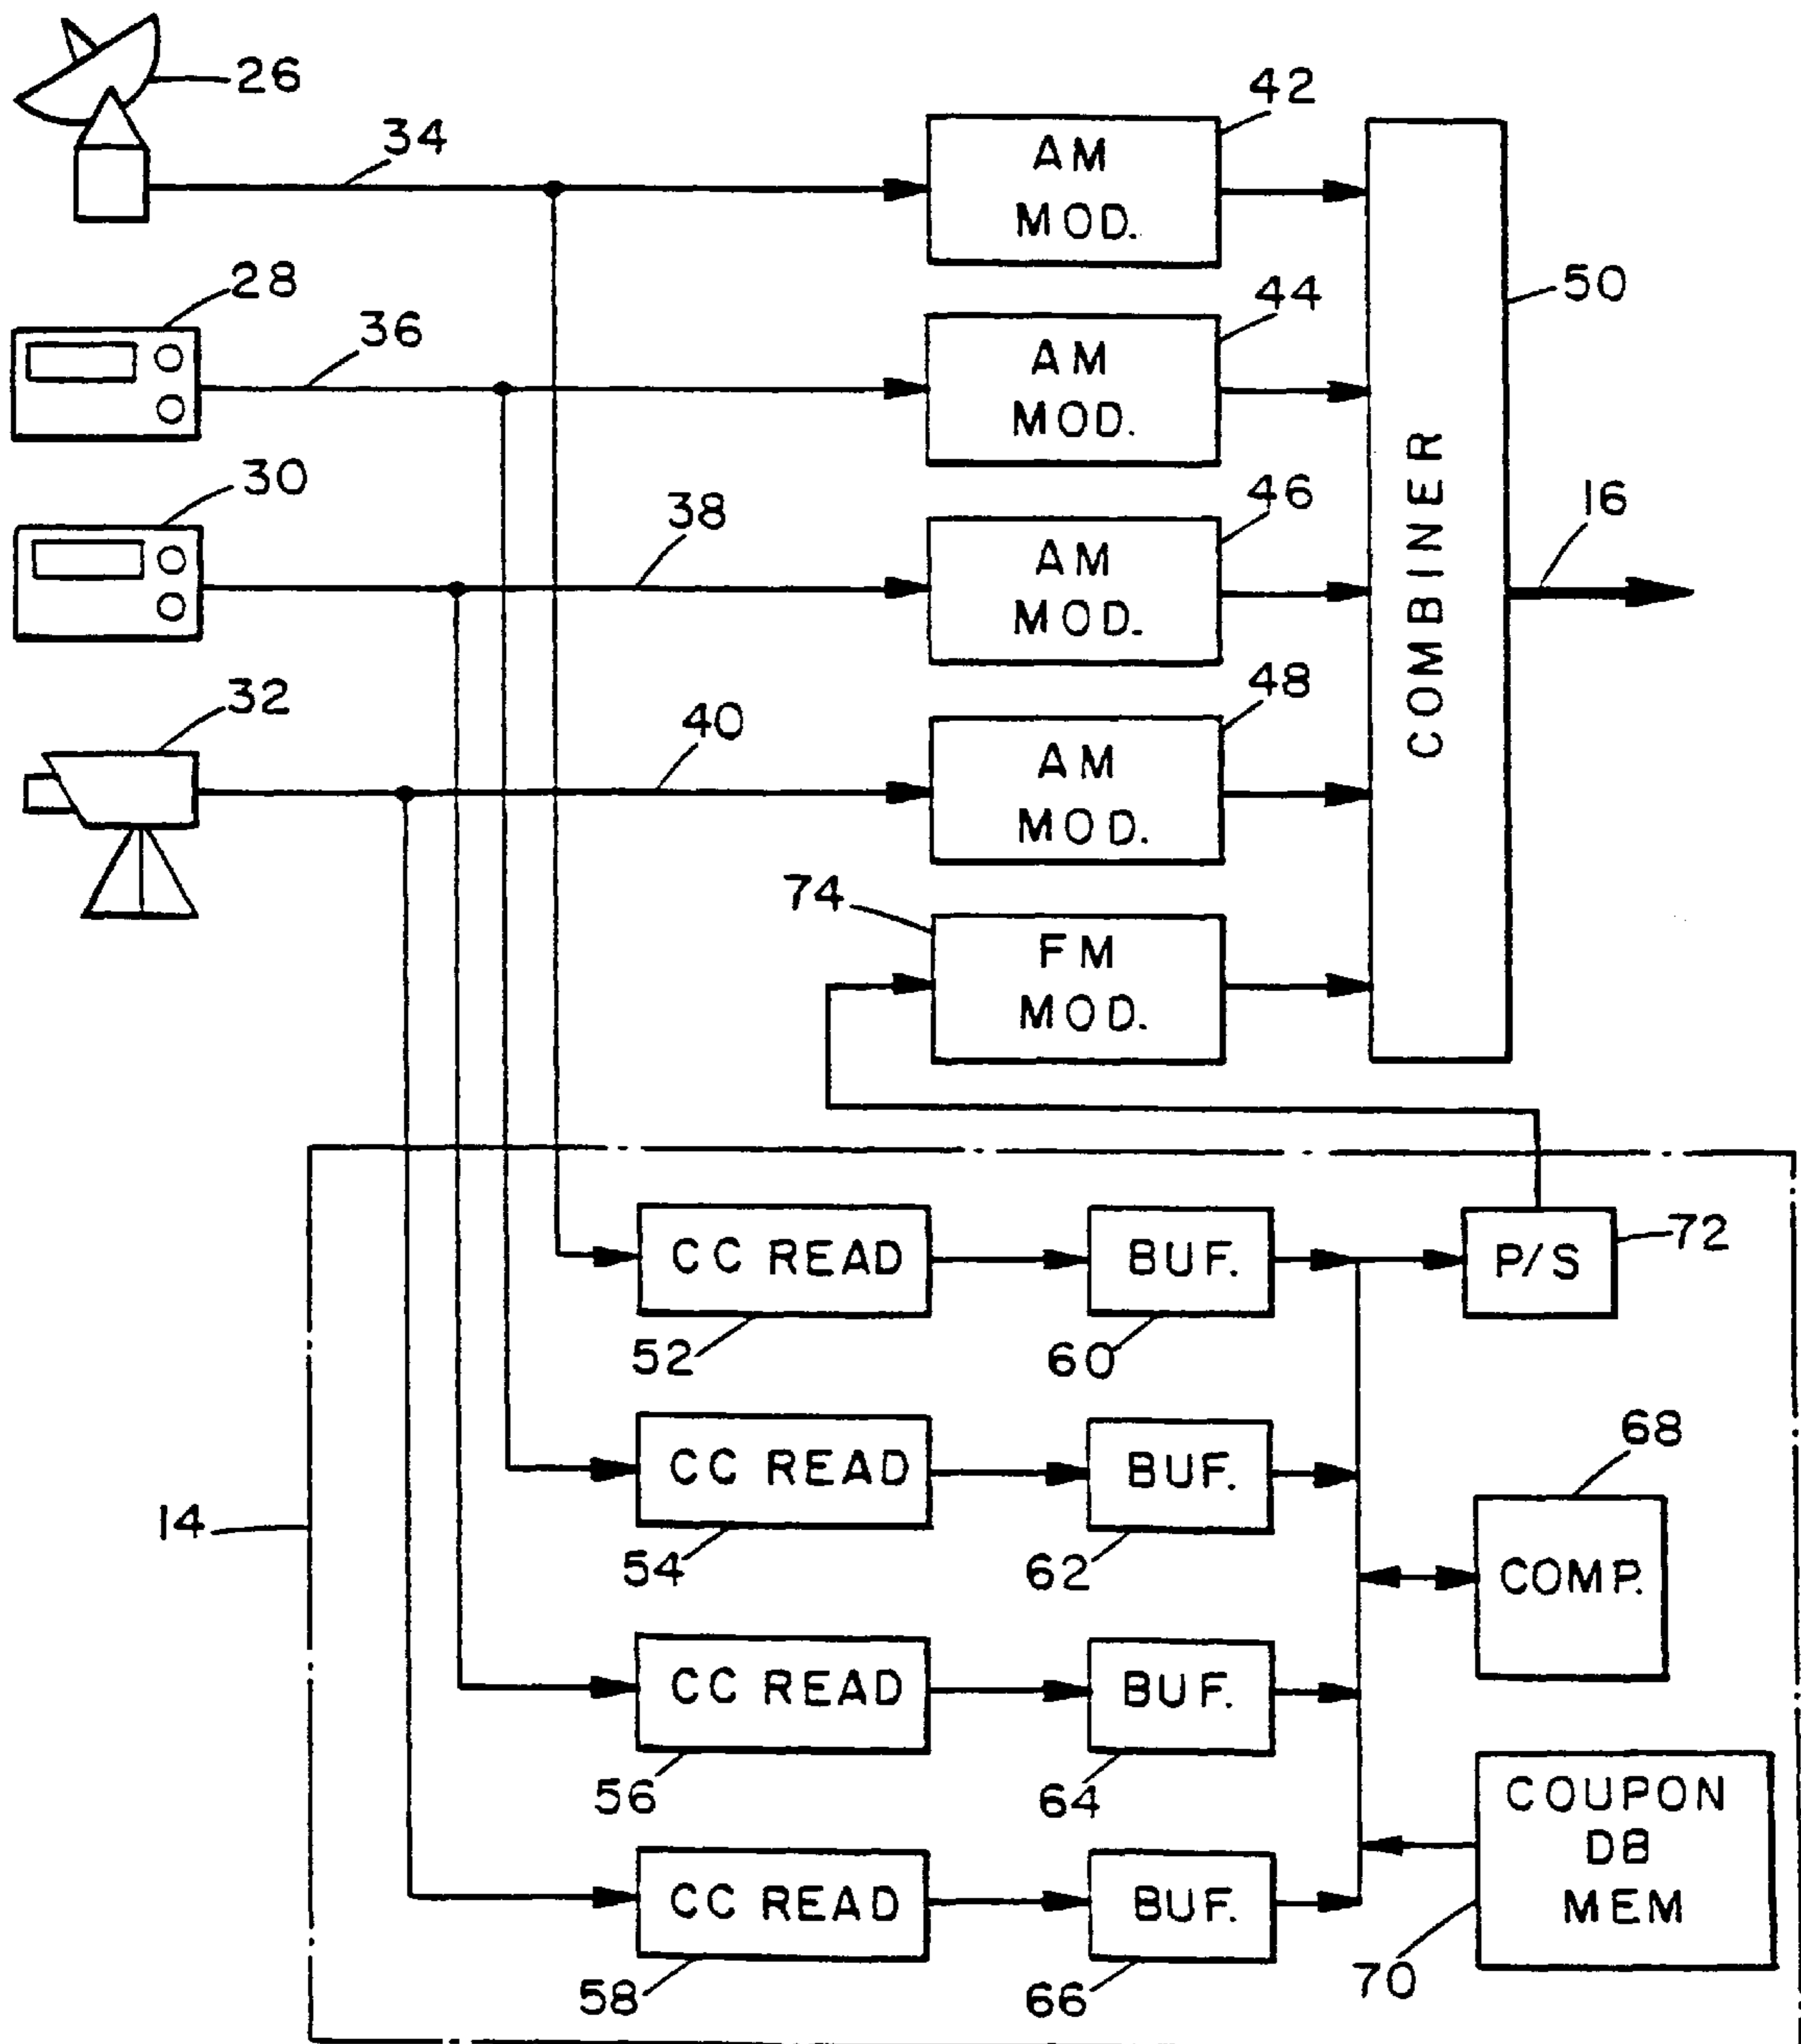 26
34
42
AM
MOD.
28
36
44
AM
MOD.
50
30
38
46
AM
MOD.
COMBINER
16
32
40
48
AM
MOD.
74
FM
MOD.
CC READ
BUF.
P/S
72
52
60
14
CC READ
BUF.
68
54
62
COMP.
CC READ
BUF.
56
64
COUPON
DB
MEM
CC READ
BUF.
58
66
70